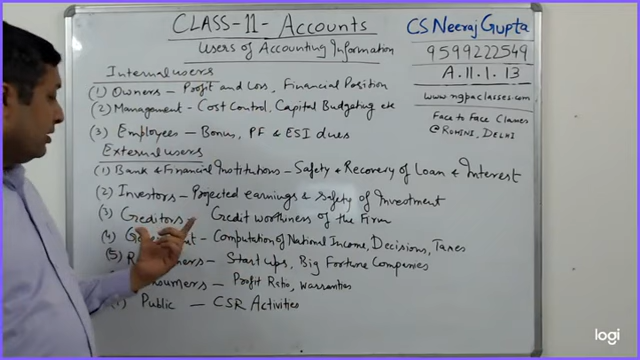 CLASS-11- Accounts
Users of Accounting Information
CS Neeraj Gupta
9599222549
A.11.1.13
www.ngpaclasses.com
Face to Face Classes
@ROHINI, DELHI
Internal users
(1) Owners - Profit and Loss, Financial Position
(2) Management - Cost Control, Capital Budgeting etc
(3) Employees - Bonus, PF & ESI dues
External users
(1) Bank & Financial Institutions - Safety & Recovery of Loan & Interest
(2) Investors - Projected earnings & Safety of Investment
(3) Creditors - Credit worthiness of the Firm
(4) - Computation of National Income, Decisions, Taxes
(5) - Start ups, Big Fortune Companies
- Profit Ratio, warranties
Public - CSR Activities
logi